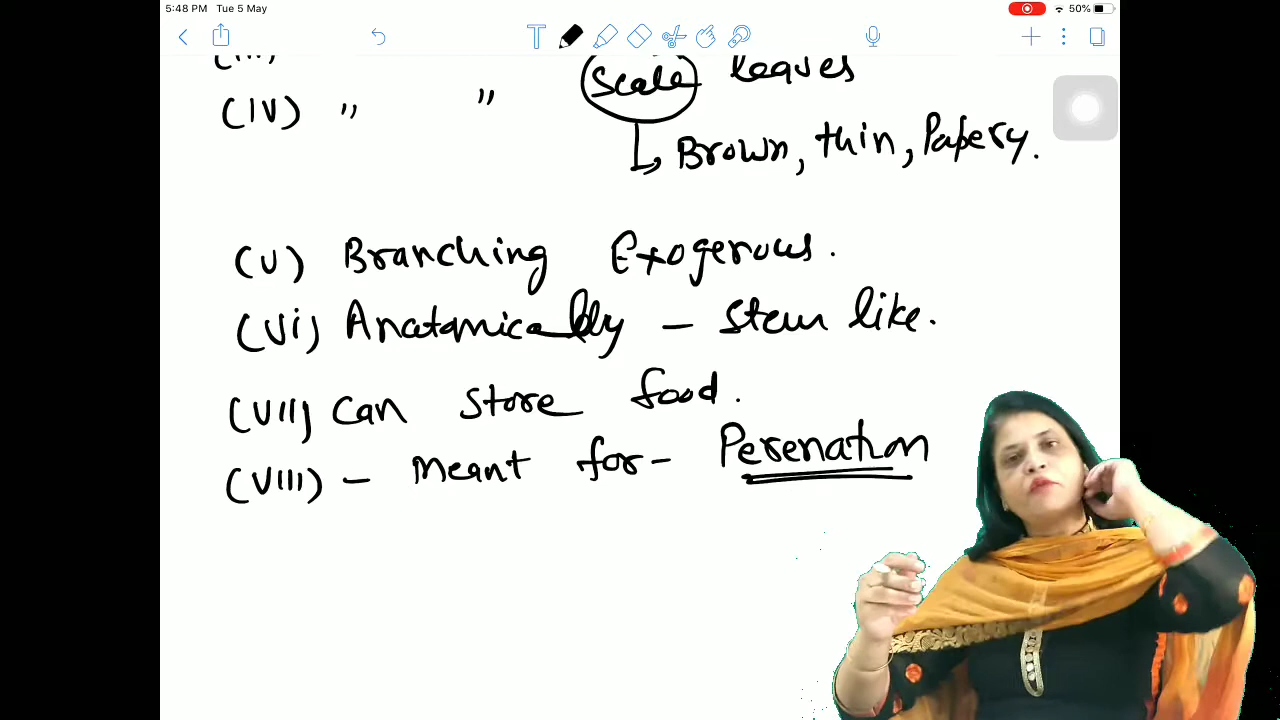 5:48 PM Tue 5 May
50%
(iii)
Scale leaves
(IV) " "
Brown, thin, Papery.
(V) Branching Exogerous.
(Vi) Anatomically - stem like.
(VII) Can store food.
(VIII) - Meant for - Perenation